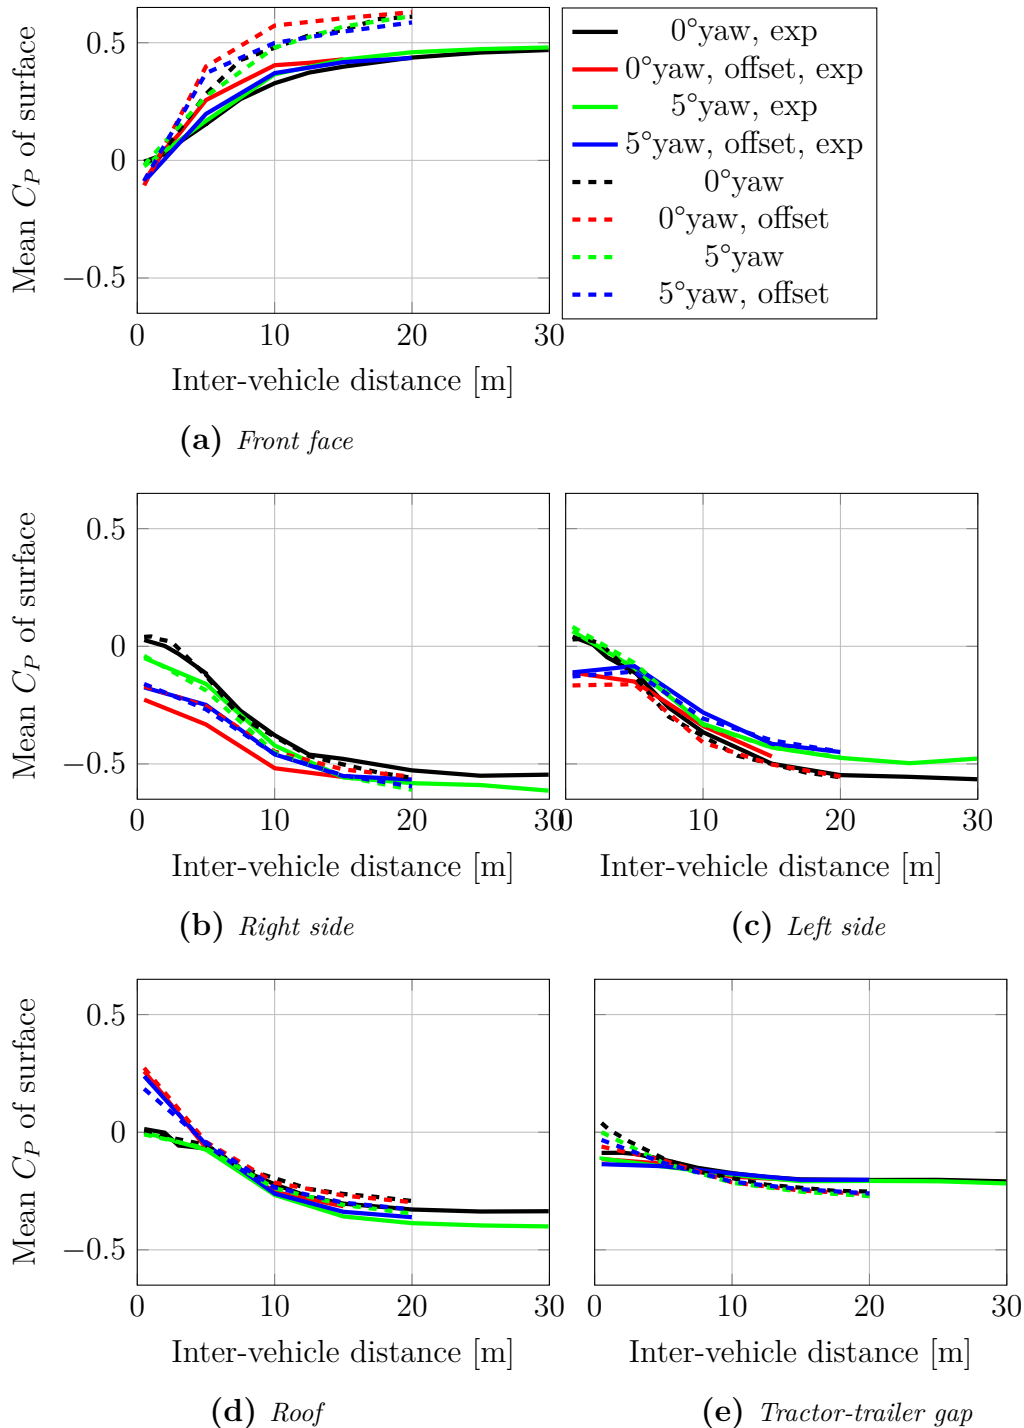 0.5
0
−0.5
Mean C_P of surface
0 10 20 30
Inter-vehicle distance [m]
(a) Front face
0°yaw, exp
0°yaw, offset, exp
5°yaw, exp
5°yaw, offset, exp
0°yaw
0°yaw, offset
5°yaw
5°yaw, offset
0.5
0
−0.5
Mean C_P of surface
0 10 20 30
Inter-vehicle distance [m]
(b) Right side
0 10 20 30
Inter-vehicle distance [m]
(c) Left side
0.5
0
−0.5
Mean C_P of surface
0 10 20 30
Inter-vehicle distance [m]
(d) Roof
0 10 20 30
Inter-vehicle distance [m]
(e) Tractor-trailer gap